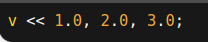 v << 1.0, 2.0, 3.0;